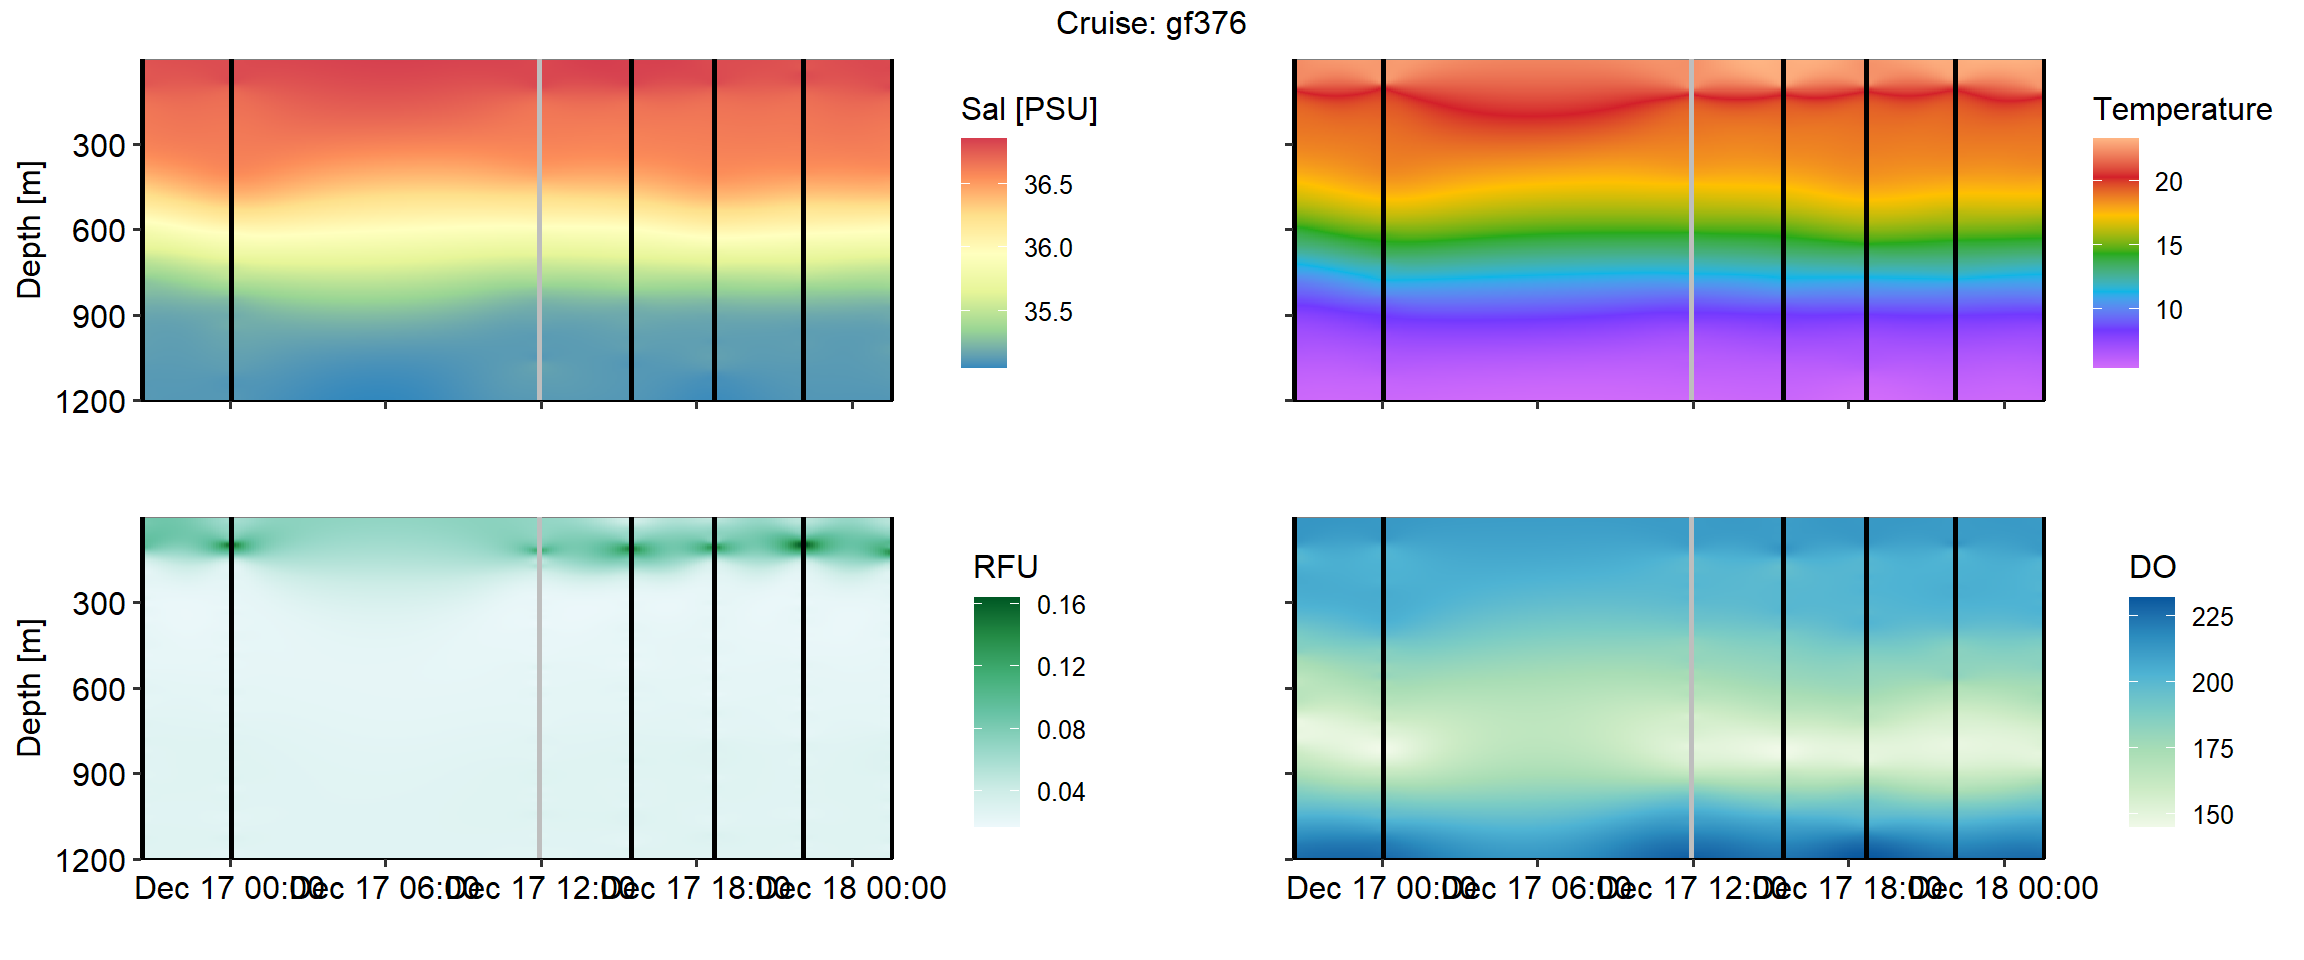 Cruise: gf376
Sal [PSU]
36.5
36.0
35.5
Depth [m]
300
600
900
1200
Temperature
20
15
10
RFU
0.16
0.12
0.08
0.04
Depth [m]
300
600
900
1200
Dec 17 00:00 Dec 17 06:00 Dec 17 12:00 Dec 17 18:00 Dec 18 00:00
DO
225
200
175
150
Dec 17 00:00 Dec 17 06:00 Dec 17 12:00 Dec 17 18:00 Dec 18 00:00